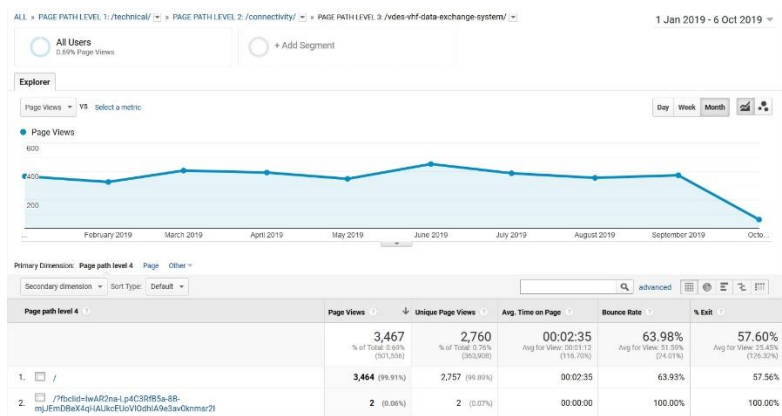 ALL » PAGE PATH LEVEL 1: /technical/ » PAGE PATH LEVEL 2: /connectivity/ » PAGE PATH LEVEL 3: /vdes-vhf-data-exchange-system/
1 Jan 2019 - 6 Oct 2019
All Users
0.69% Page Views
+ Add Segment
Explorer
Page Views VS Select a metric
Day Week Month
Page Views
600
400
200
... February 2019 March 2019 April 2019 May 2019 June 2019 July 2019 August 2019 September 2019 Octo...
Primary Dimension: Page path level 4 Page Other
Secondary dimension Sort Type: Default advanced
Page path level 4 Page Views Unique Page Views Avg. Time on Page Bounce Rate % Exit
3,467 2,760 00:02:35 63.98% 57.60%
% of Total: 0.69% % of Total: 0.76% Avg for View: 00:01:12 Avg for View: 51.59% Avg for View: 25.45%
(501,556) (363,908) (116.70%) (24.01%) (126.32%)
1. / 3,464 (99.91%) 2,757 (99.89%) 00:02:35 63.93% 57.56%
2. /?fbclid=IwAR2na-Lp4C3RfB5a-8B- 2 (0.06%) 2 (0.07%) 00:00:00 100.00% 100.00%